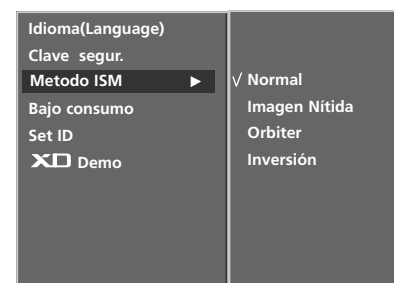 Idioma(Language)
Clave segur.
Metodo ISM ►
Bajo consumo
Set ID
XD Demo
√ Normal
Imagen Nítida
Orbiter
Inversión